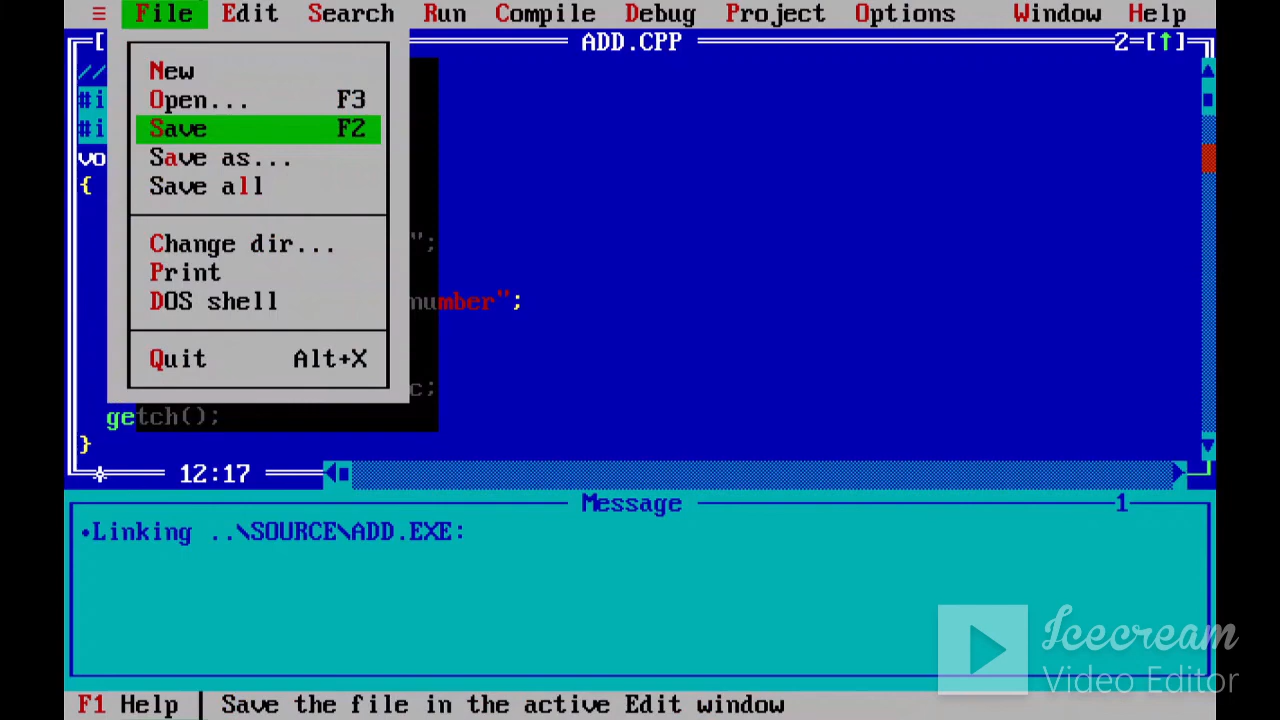 ≡ File Edit Search Run Compile Debug Project Options Window Help
[ ADD.CPP 2=[↑]
//
#i
#i
vo
{
New
Open... F3
Save F2
Save as...
Save all
Change dir...
Print
DOS shell
Quit Alt+X
";
number";
c;
getch();
}
12:17
Message 1
•Linking ..\SOURCE\ADD.EXE:
Icecream
Video Editor
F1 Help | Save the file in the active Edit window